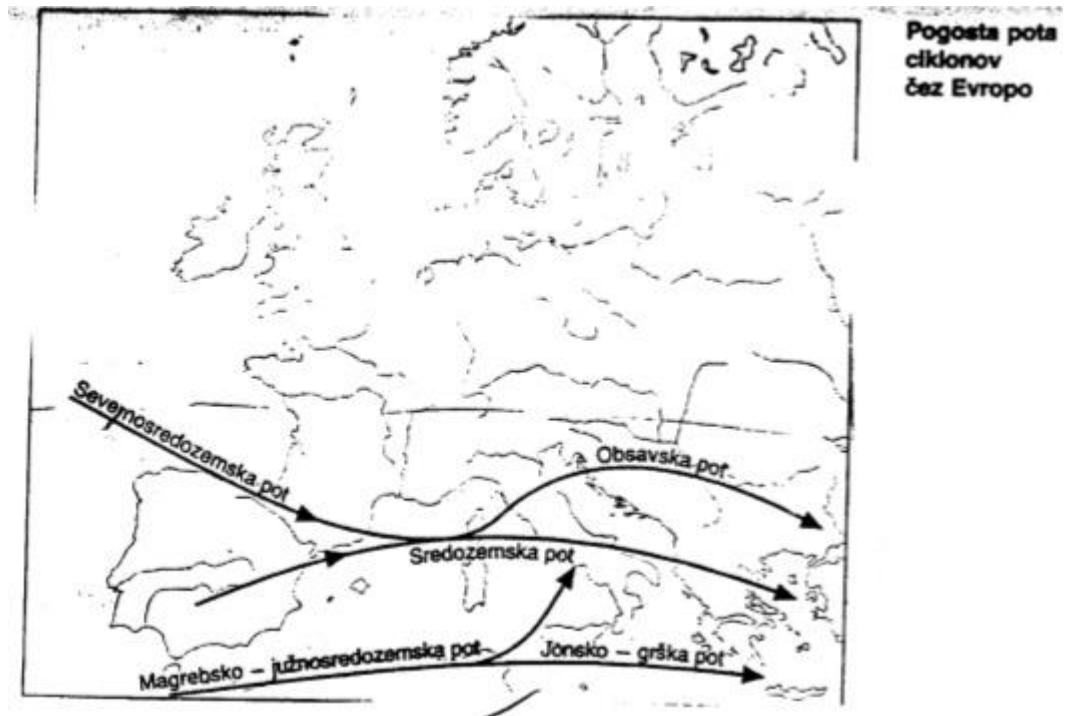 Pogosta pota
ciklonov
čez Evropo
Severnosredozemska pot
Obsavska pot
Sredozemska pot
Magrebsko – južnosredozemska pot
Jonsko – grška pot